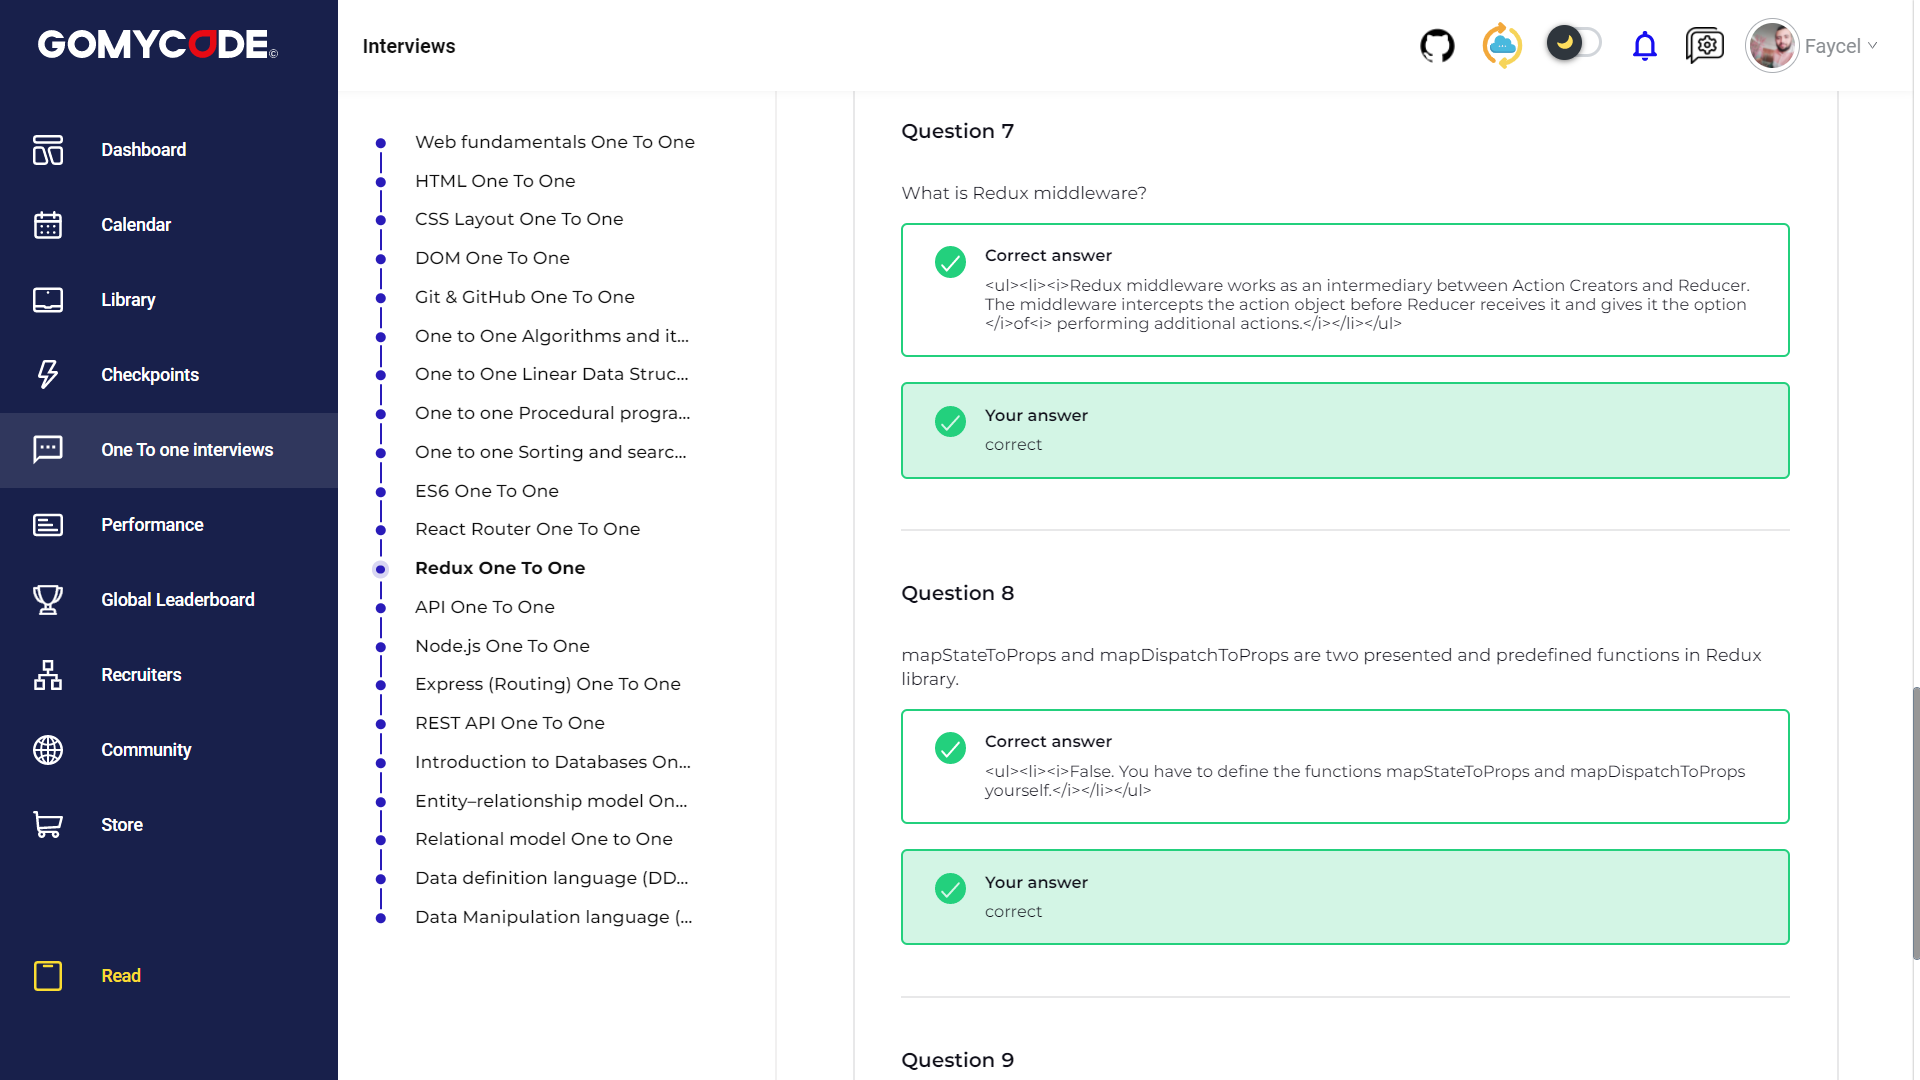 GOMYCODE©
Dashboard
Calendar
Library
Checkpoints
One To one interviews
Performance
Global Leaderboard
Recruiters
Community
Store
Read
Interviews
Faycel
Web fundamentals One To One
HTML One To One
CSS Layout One To One
DOM One To One
Git & GitHub One To One
One to One Algorithms and it...
One to One Linear Data Struc...
One to one Procedural progra...
One to one Sorting and searc...
ES6 One To One
React Router One To One
Redux One To One
API One To One
Node.js One To One
Express (Routing) One To One
REST API One To One
Introduction to Databases On...
Entity–relationship model On...
Relational model One to One
Data definition language (DD...
Data Manipulation language (...
Question 7
What is Redux middleware?
Correct answer
<ul><li><i>Redux middleware works as an intermediary between Action Creators and Reducer.
The middleware intercepts the action object before Reducer receives it and gives it the option
</i>of<i> performing additional actions.</i></li></ul>
Your answer
correct
Question 8
mapStateToProps and mapDispatchToProps are two presented and predefined functions in Redux
library.
Correct answer
<ul><li><i>False. You have to define the functions mapStateToProps and mapDispatchToProps
yourself.</i></li></ul>
Your answer
correct
Question 9